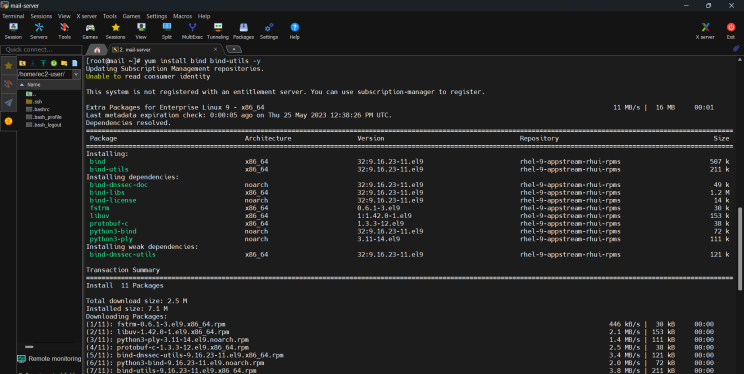 mail-server
Terminal Sessions View X server Tools Games Settings Macros Help
Session Servers Tools Games Sessions View Split MultiExec Tunneling Packages Settings Help X server Exit
Quick connect...
2. mail-server
/home/ec2-user/
Name
..
.ssh
.bashrc
.bash_profile
.bash_logout
Remote monitoring
[root@mail ~]# yum install bind bind-utils -y
Updating Subscription Management repositories.
Unable to read consumer identity
This system is not registered with an entitlement server. You can use subscription-manager to register.
Extra Packages for Enterprise Linux 9 - x86_64 11 MB/s | 16 MB 00:01
Last metadata expiration check: 0:00:05 ago on Thu 25 May 2023 12:38:26 PM UTC.
Dependencies resolved.
Package Architecture Version Repository Size
Installing:
bind x86_64 32:9.16.23-11.el9 rhel-9-appstream-rhui-rpms 507 k
bind-utils x86_64 32:9.16.23-11.el9 rhel-9-appstream-rhui-rpms 211 k
Installing dependencies:
bind-dnssec-doc noarch 32:9.16.23-11.el9 rhel-9-appstream-rhui-rpms 49 k
bind-libs x86_64 32:9.16.23-11.el9 rhel-9-appstream-rhui-rpms 1.2 M
bind-license noarch 32:9.16.23-11.el9 rhel-9-appstream-rhui-rpms 14 k
fstrm x86_64 0.6.1-3.el9 rhel-9-appstream-rhui-rpms 30 k
libuv x86_64 1:1.42.0-1.el9 rhel-9-appstream-rhui-rpms 153 k
protobuf-c x86_64 1.3.3-12.el9 rhel-9-appstream-rhui-rpms 38 k
python3-bind noarch 32:9.16.23-11.el9 rhel-9-appstream-rhui-rpms 72 k
python3-ply noarch 3.11-14.el9 rhel-9-appstream-rhui-rpms 111 k
Installing weak dependencies:
bind-dnssec-utils x86_64 32:9.16.23-11.el9 rhel-9-appstream-rhui-rpms 121 k
Transaction Summary
Install 11 Packages
Total download size: 2.5 M
Installed size: 7.1 M
Downloading Packages:
(1/11): fstrm-0.6.1-3.el9.x86_64.rpm 446 kB/s | 30 kB 00:00
(2/11): libuv-1.42.0-1.el9.x86_64.rpm 2.1 MB/s | 153 kB 00:00
(3/11): python3-ply-3.11-14.el9.noarch.rpm 1.4 MB/s | 111 kB 00:00
(4/11): protobuf-c-1.3.3-12.el9.x86_64.rpm 2.5 MB/s | 38 kB 00:00
(5/11): bind-dnssec-utils-9.16.23-11.el9.x86_64.rpm 3.4 MB/s | 121 kB 00:00
(6/11): python3-bind-9.16.23-11.el9.noarch.rpm 2.0 MB/s | 72 kB 00:00
(7/11): bind-utils-9.16.23-11.el9.x86_64.rpm 3.8 MB/s | 211 kB 00:00